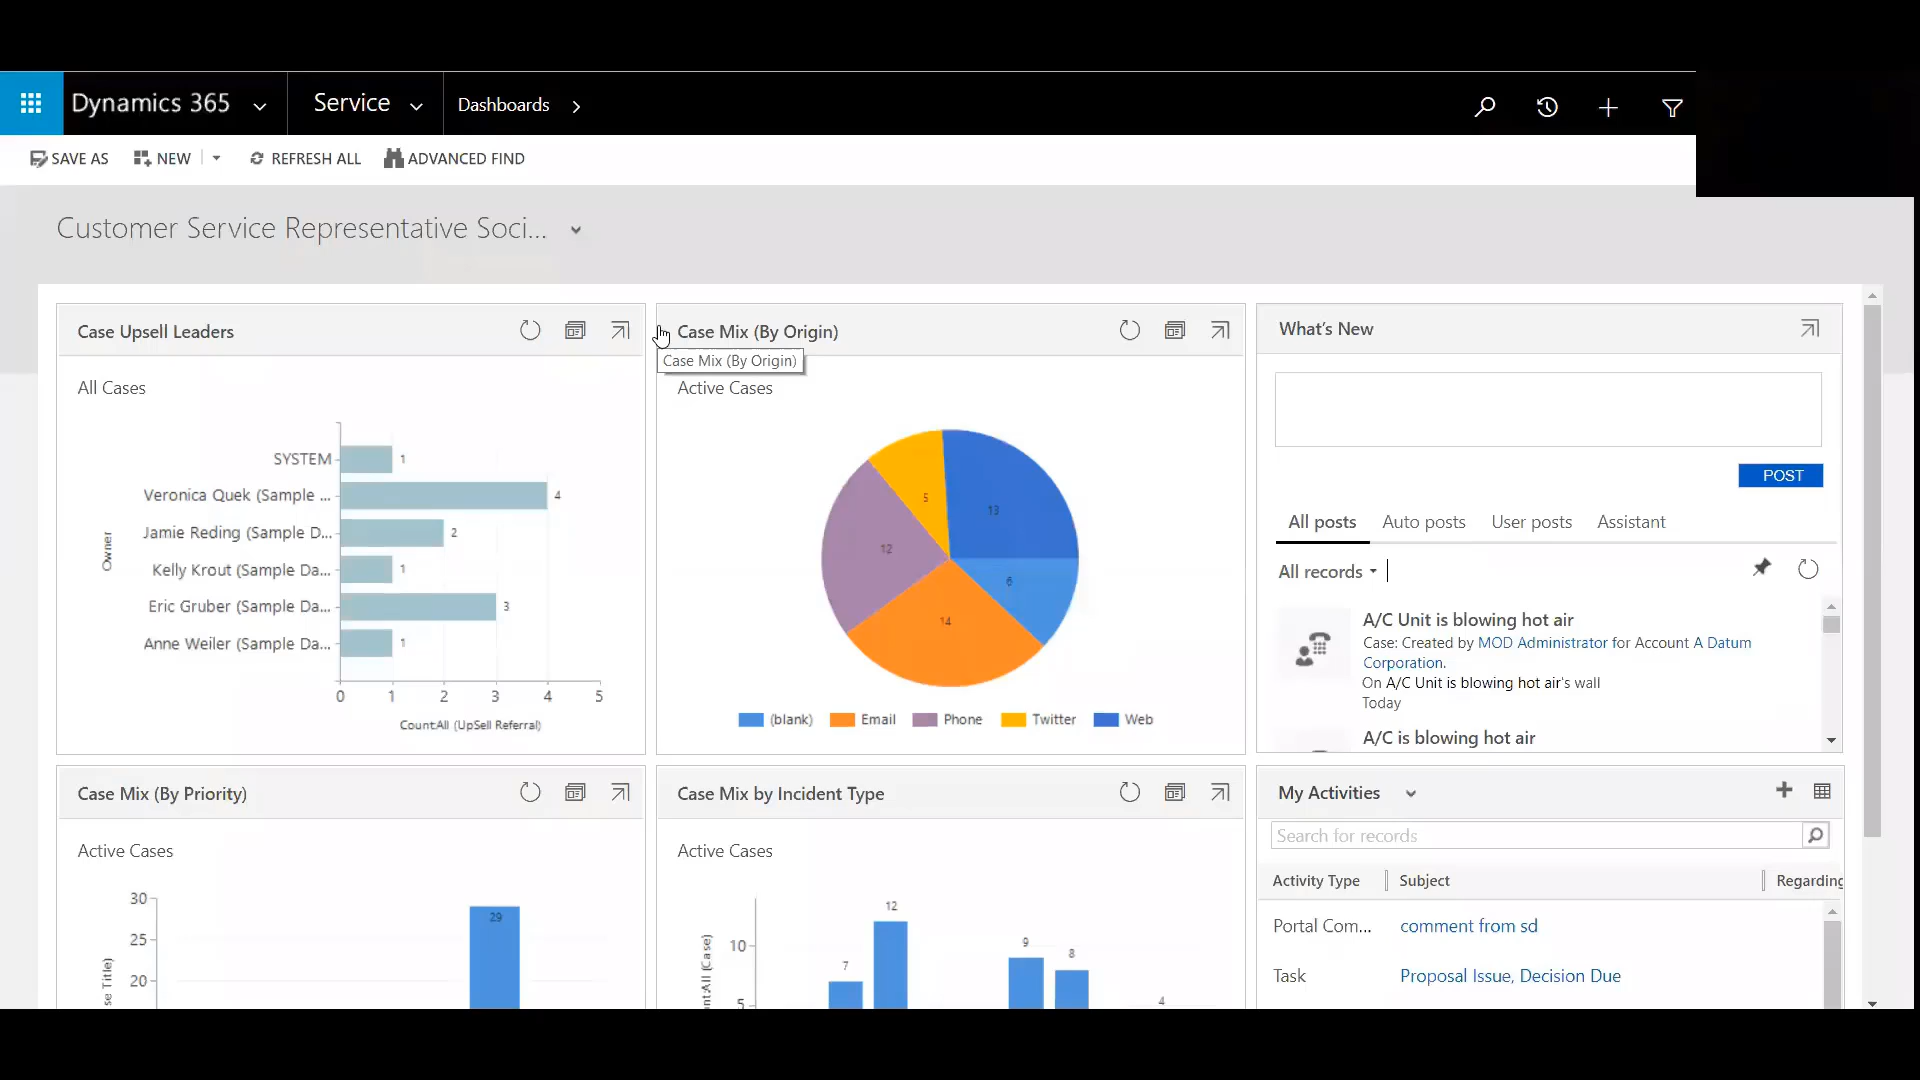 Dynamics 365
Service
Dashboards
SAVE AS
NEW
REFRESH ALL
ADVANCED FIND
Customer Service Representative Soci...
Case Upsell Leaders
All Cases
Owner
SYSTEM 1
Veronica Quek (Sample ... 4
Jamie Reding (Sample D... 2
Kelly Krout (Sample Da... 1
Eric Gruber (Sample Da... 3
Anne Weiler (Sample Da... 1
0 1 2 3 4 5
Count:All (UpSell Referral)
Case Mix (By Origin)
Case Mix (By Origin)
Active Cases
5
13
12
6
14
(blank) Email Phone Twitter Web
What's New
POST
All posts Auto posts User posts Assistant
All records
A/C Unit is blowing hot air
Case: Created by MOD Administrator for Account A Datum
Corporation.
On A/C Unit is blowing hot air's wall
Today
A/C is blowing hot air
Case Mix (By Priority)
Active Cases
30
25
20
se Title)
29
Case Mix by Incident Type
Active Cases
nt:All (Case)
10
5
7
12
9
8
4
My Activities
Search for records
Activity Type Subject Regarding
Portal Com... comment from sd
Task Proposal Issue, Decision Due